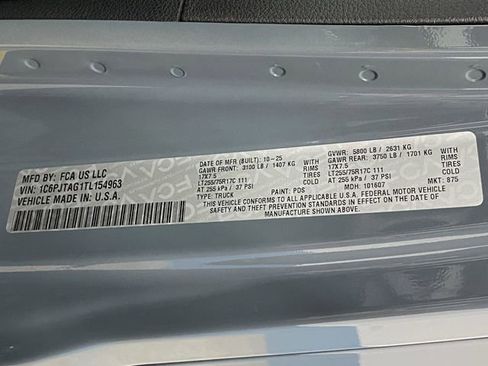 MFD BY: FCA US LLC
VIN: 1C6PJTAG1TL154963
VEHICLE MADE IN: U.S.A.
DATE OF MFR (BUILT): 10-25
GAWR FRONT: 3100 LB / 1407 KG
17X7.5 RIMS
LT255/75R17C 111 TIRES
AT 255 kPa / 37 PSI COLD
TYPE: TRUCK PAINT: PDS
GVWR: 5800 LB / 2631 KG
GAWR REAR: 3750 LB / 1701 KG
17X7.5 RIMS
LT255/75R17C 111 TIRES
AT 255 kPa / 37 PSI COLD
MDH: 101607 MKT: 875
VEHICLE CONFORMS TO ALL APPLICABLE U.S.A. FEDERAL MOTOR VEHICLE
SAFETY AND THEFT PREVENTION STANDARDS IN EFFECT ON THE DATE OF
MANUFACTURE SHOWN ABOVE.